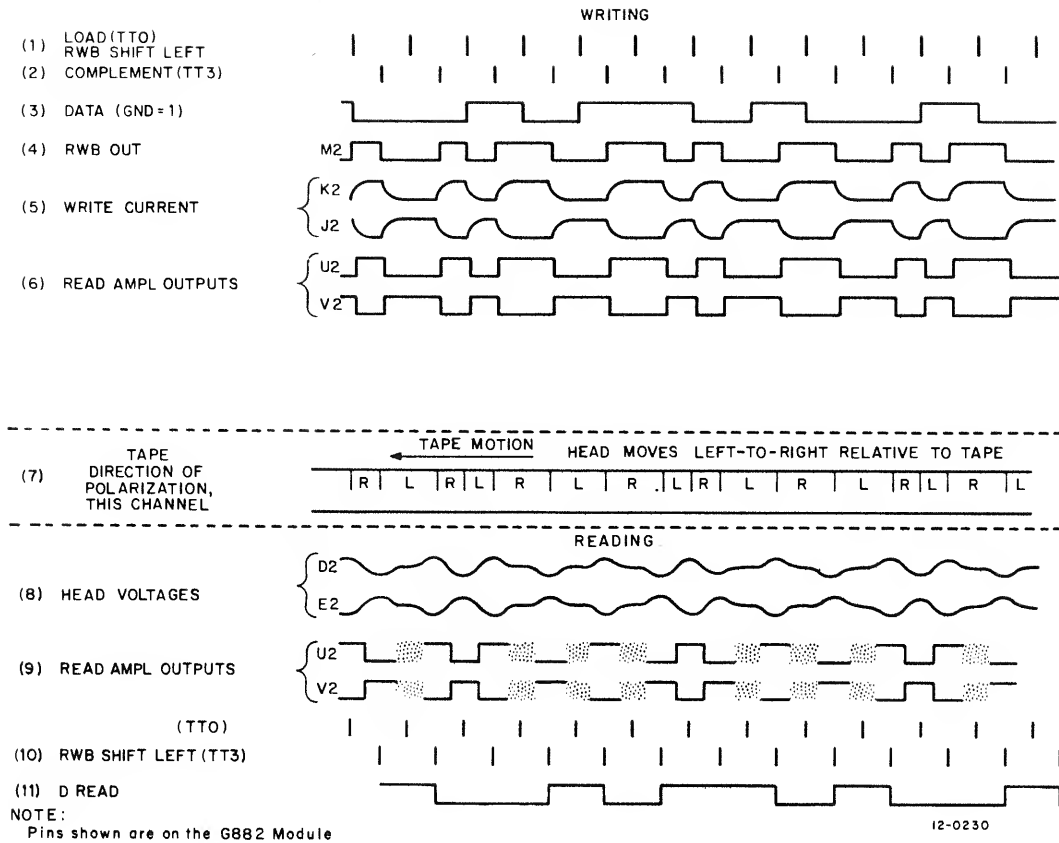 WRITING
(1) LOAD (TTO)
RWB SHIFT LEFT
(2) COMPLEMENT (TT3)
(3) DATA (GND=1)
(4) RWB OUT M2
K2
(5) WRITE CURRENT
J2
U2
(6) READ AMPL OUTPUTS
V2
TAPE MOTION HEAD MOVES LEFT-TO-RIGHT RELATIVE TO TAPE
(7) TAPE
DIRECTION OF
POLARIZATION,
THIS CHANNEL
R L R L R L R L R L R L R L R L
READING
D2
(8) HEAD VOLTAGES
E2
U2
(9) READ AMPL OUTPUTS
V2
(TTO)
(10) RWB SHIFT LEFT (TT3)
(11) D READ
NOTE:
Pins shown are on the G882 Module
12-0230